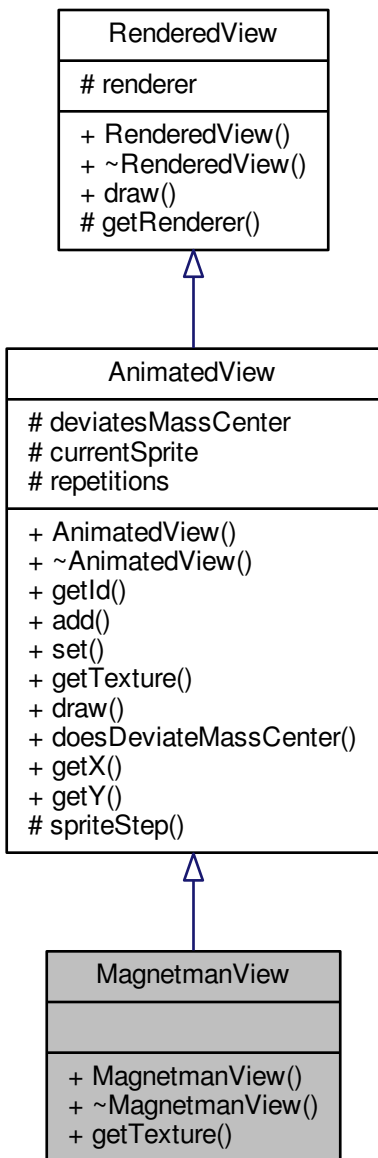 RenderedView
# renderer
+ RenderedView()
+ ~RenderedView()
+ draw()
# getRenderer()
AnimatedView
# deviatesMassCenter
# currentSprite
# repetitions
+ AnimatedView()
+ ~AnimatedView()
+ getId()
+ add()
+ set()
+ getTexture()
+ draw()
+ doesDeviateMassCenter()
+ getX()
+ getY()
# spriteStep()
MagnetmanView
+ MagnetmanView()
+ ~MagnetmanView()
+ getTexture()